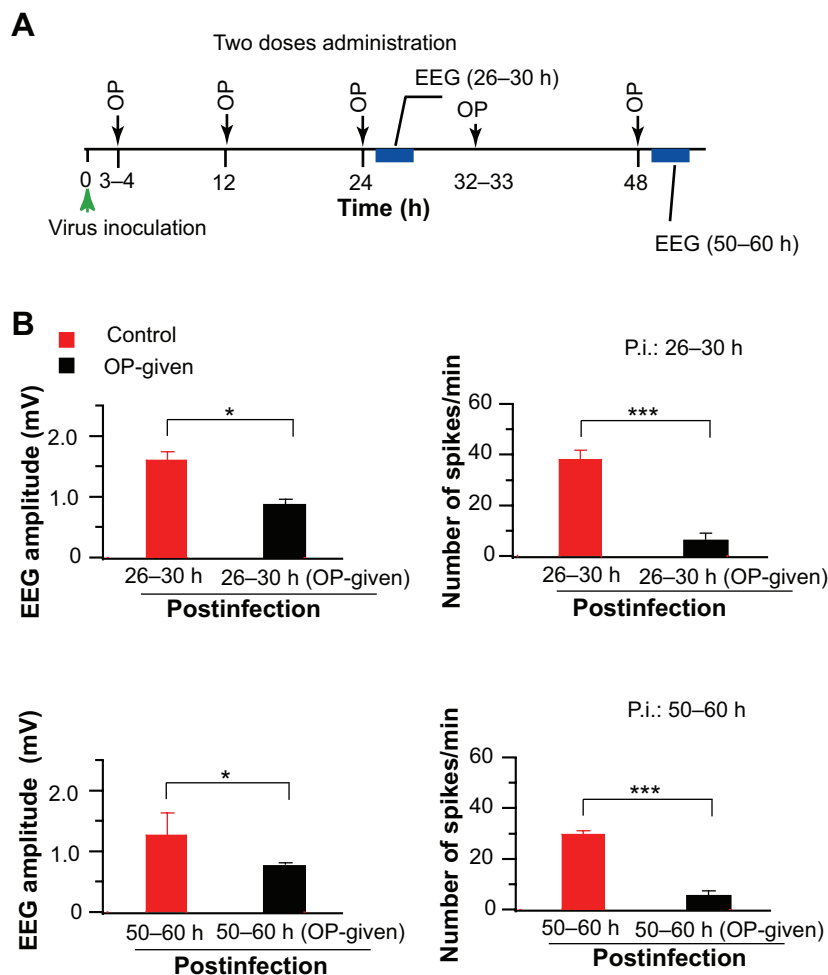 A
Two doses administration
EEG (26–30 h)
OP
OP
OP
OP
OP
0
3–4
12
24
32–33
48
Time (h)
Virus inoculation
EEG (50–60 h)
B
Control
OP-given
P.i.: 26–30 h
EEG amplitude (mV)
2.0
1.0
0
*
26–30 h
26–30 h (OP-given)
Postinfection
Number of spikes/min
60
40
20
0
***
26–30 h
26–30 h (OP-given)
Postinfection
P.i.: 50–60 h
EEG amplitude (mV)
2.0
1.0
0
*
50–60 h
50–60 h (OP-given)
Postinfection
Number of spikes/min
60
40
20
0
***
50–60 h
50–60 h (OP-given)
Postinfection